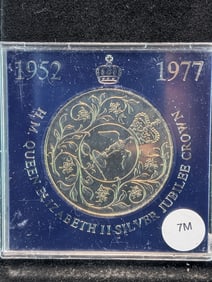 1952 1977
H.M. QUEEN ELIZABETH II SILVER JUBILEE CROWN
7M